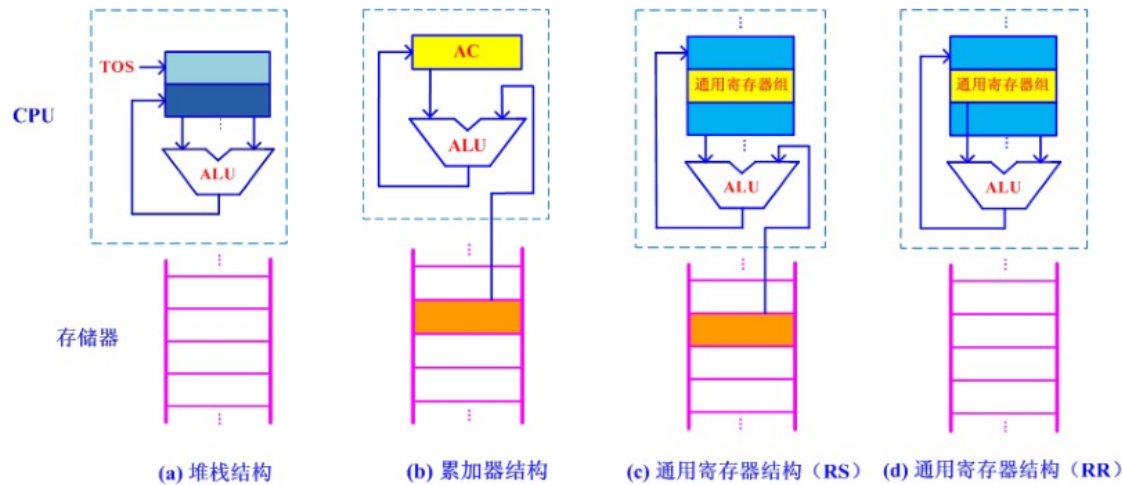 TOS
CPU
ALU
AC
ALU
通用寄存器组
ALU
通用寄存器组
ALU
存储器
(a) 堆栈结构
(b) 累加器结构
(c) 通用寄存器结构（RS）
(d) 通用寄存器结构（RR）